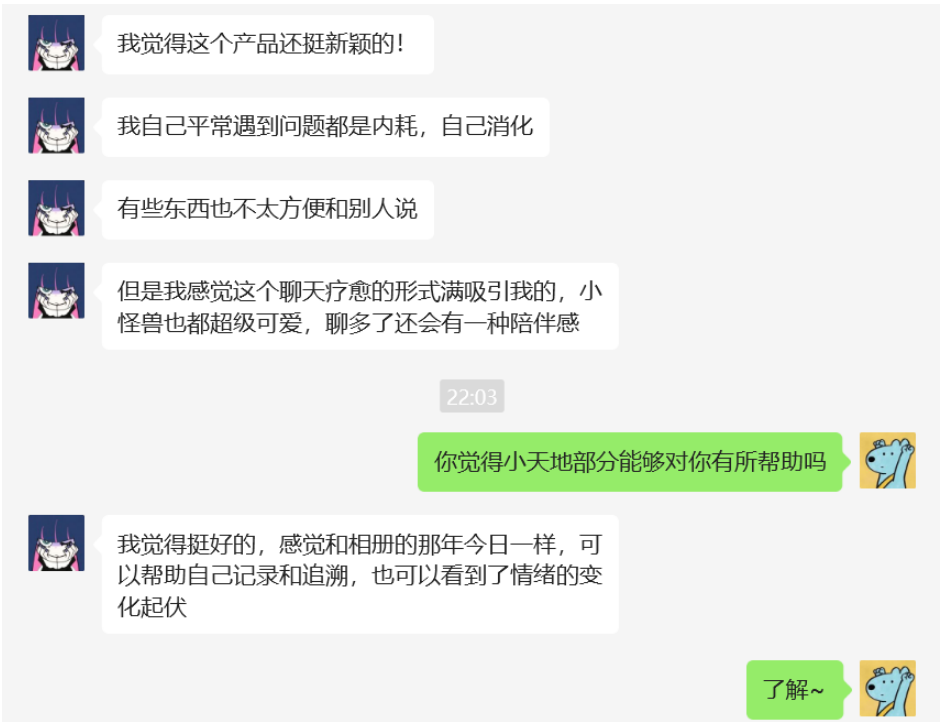 我觉得这个产品还挺新颖的！
我自己平常遇到问题都是内耗，自己消化
有些东西也不太方便和别人说
但是我感觉这个聊天疗愈的形式满吸引我的，小
怪兽也都超级可爱，聊多了还会有一种陪伴感
22:03
你觉得小天地部分能够对你有所帮助吗
我觉得挺好的，感觉和相册的那年今日一样，可
以帮助自己记录和追溯，也可以看到了情绪的变
化起伏
了解~